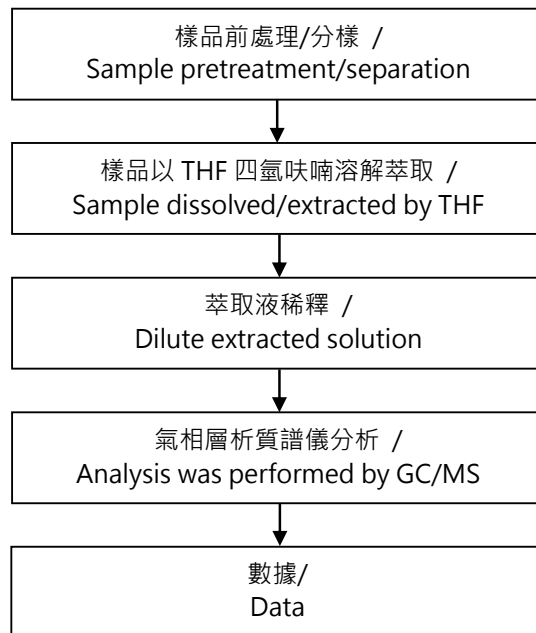 樣品前處理/分樣 /
Sample pretreatment/separation
樣品以 THF 四氫呋喃溶解萃取 /
Sample dissolved/extracted by THF
萃取液稀釋 /
Dilute extracted solution
氣相層析質譜儀分析 /
Analysis was performed by GC/MS
數據/
Data